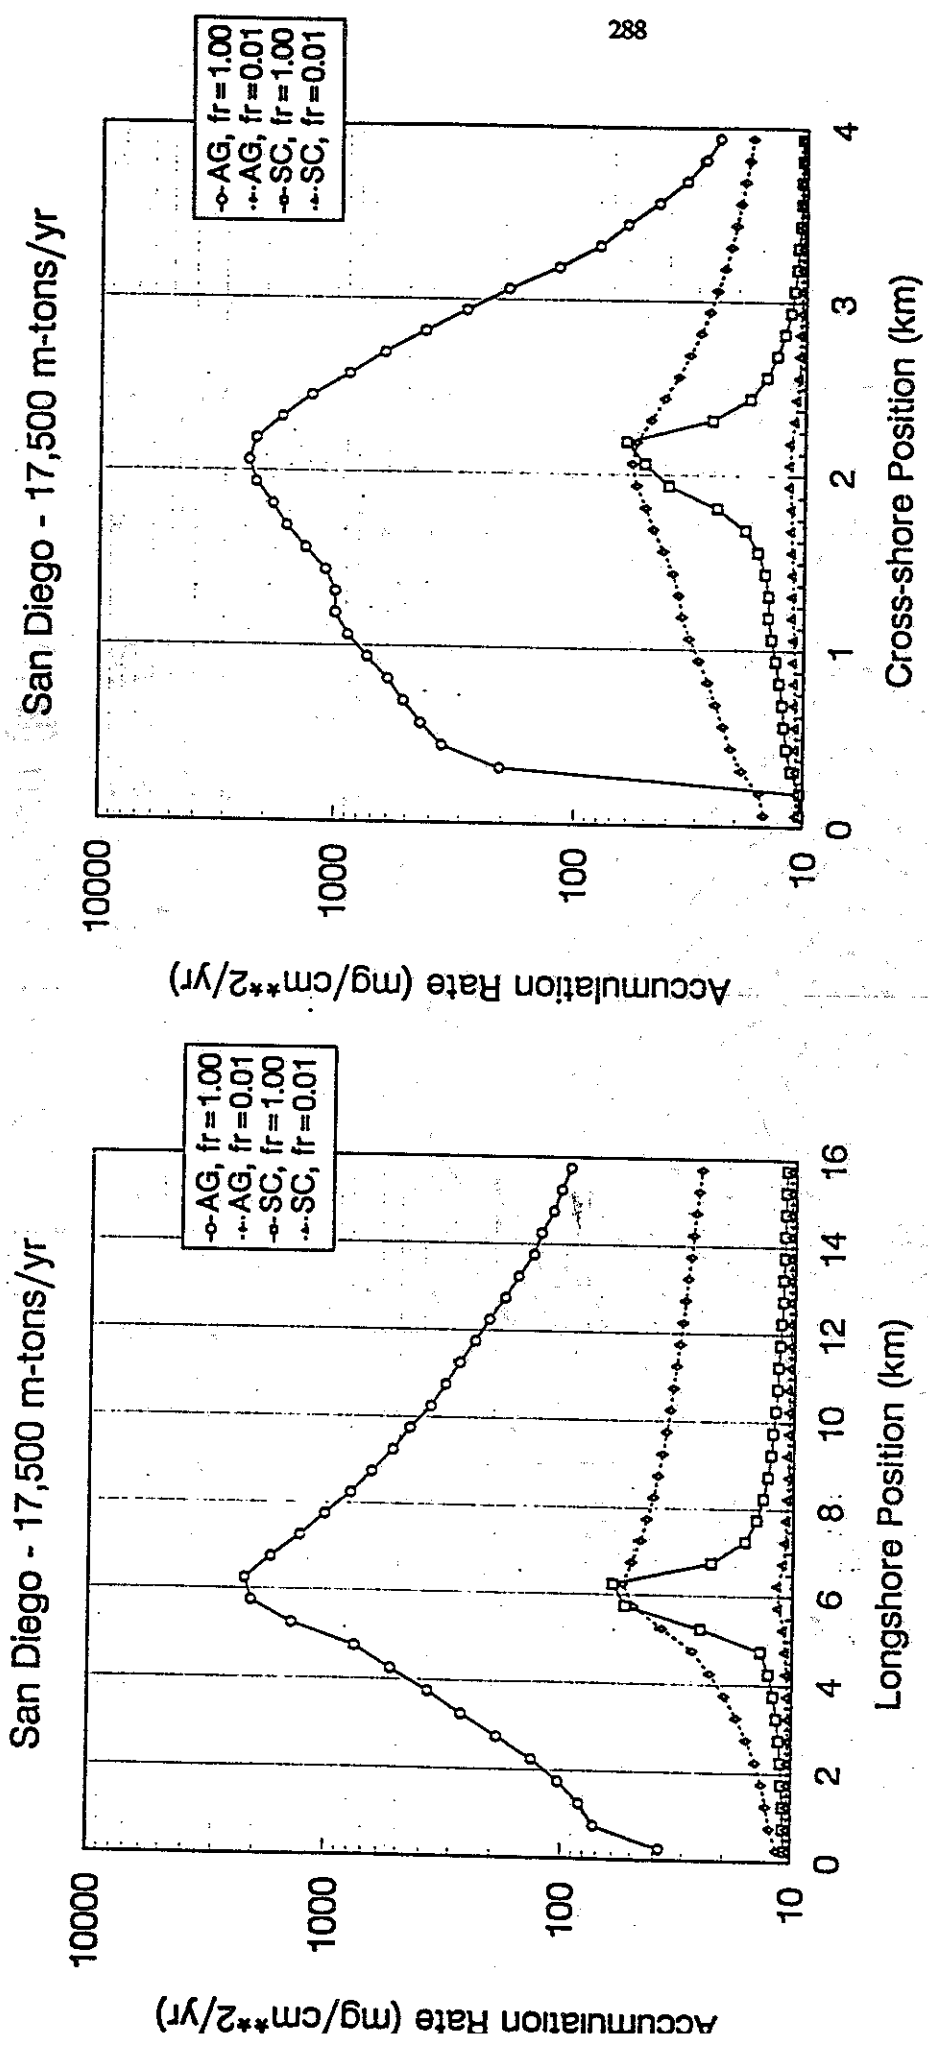 288
San Diego - 17,500 m-tons/yr
AG, fr=1.00
AG, fr=0.01
SC, fr=1.00
SC, fr=0.01
Accumulation Rate (mg/cm**2/yr)
10000
1000
100
10
0
2
4
6
8
10
12
14
16
Longshore Position (km)
San Diego - 17,500 m-tons/yr
AG, fr=1.00
AG, fr=0.01
SC, fr=1.00
SC, fr=0.01
Accumulation Rate (mg/cm**2/yr)
10000
1000
100
10
0
1
2
3
4
Cross-shore Position (km)